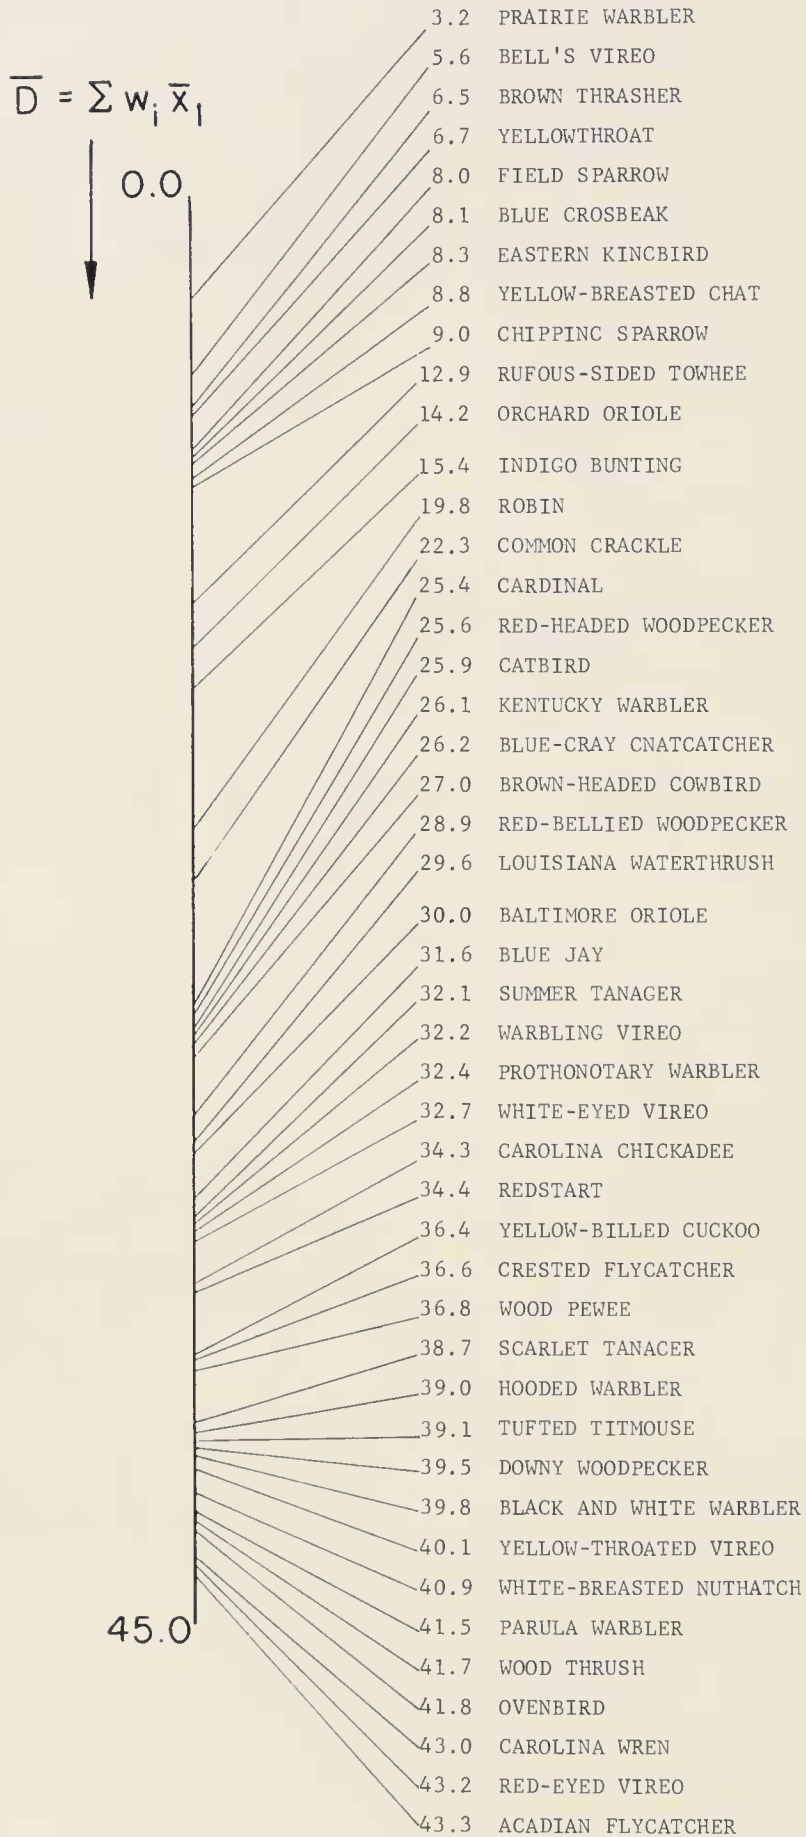 3.2 PRAIRIE WARBLER
5.6 BELL'S VIREO
D̅ = Σ wᵢ x̅₁
6.5 BROWN THRASHER
6.7 YELLOWTHROAT
0.0
8.0 FIELD SPARROW
8.1 BLUE CROSBEAK
8.3 EASTERN KINCBIRD
8.8 YELLOW-BREASTED CHAT
9.0 CHIPPINC SPARROW
12.9 RUFOUS-SIDED TOWHEE
14.2 ORCHARD ORIOLE
15.4 INDIGO BUNTING
19.8 ROBIN
22.3 COMMON CRACKLE
25.4 CARDINAL
25.6 RED-HEADED WOODPECKER
25.9 CATBIRD
26.1 KENTUCKY WARBLER
26.2 BLUE-CRAY CNATCATCHER
27.0 BROWN-HEADED COWBIRD
28.9 RED-BELLIED WOODPECKER
29.6 LOUISIANA WATERTHRUSH
30.0 BALTIMORE ORIOLE
31.6 BLUE JAY
32.1 SUMMER TANAGER
32.2 WARBLING VIREO
32.4 PROTHONOTARY WARBLER
32.7 WHITE-EYED VIREO
34.3 CAROLINA CHICKADEE
34.4 REDSTART
36.4 YELLOW-BILLED CUCKOO
36.6 CRESTED FLYCATCHER
36.8 WOOD PEWEE
38.7 SCARLET TANACER
39.0 HOODED WARBLER
39.1 TUFTED TITMOUSE
39.5 DOWNY WOODPECKER
39.8 BLACK AND WHITE WARBLER
40.1 YELLOW-THROATED VIREO
40.9 WHITE-BREASTED NUTHATCH
45.0
41.5 PARULA WARBLER
41.7 WOOD THRUSH
41.8 OVENBIRD
43.0 CAROLINA WREN
43.2 RED-EYED VIREO
43.3 ACADIAN FLYCATCHER